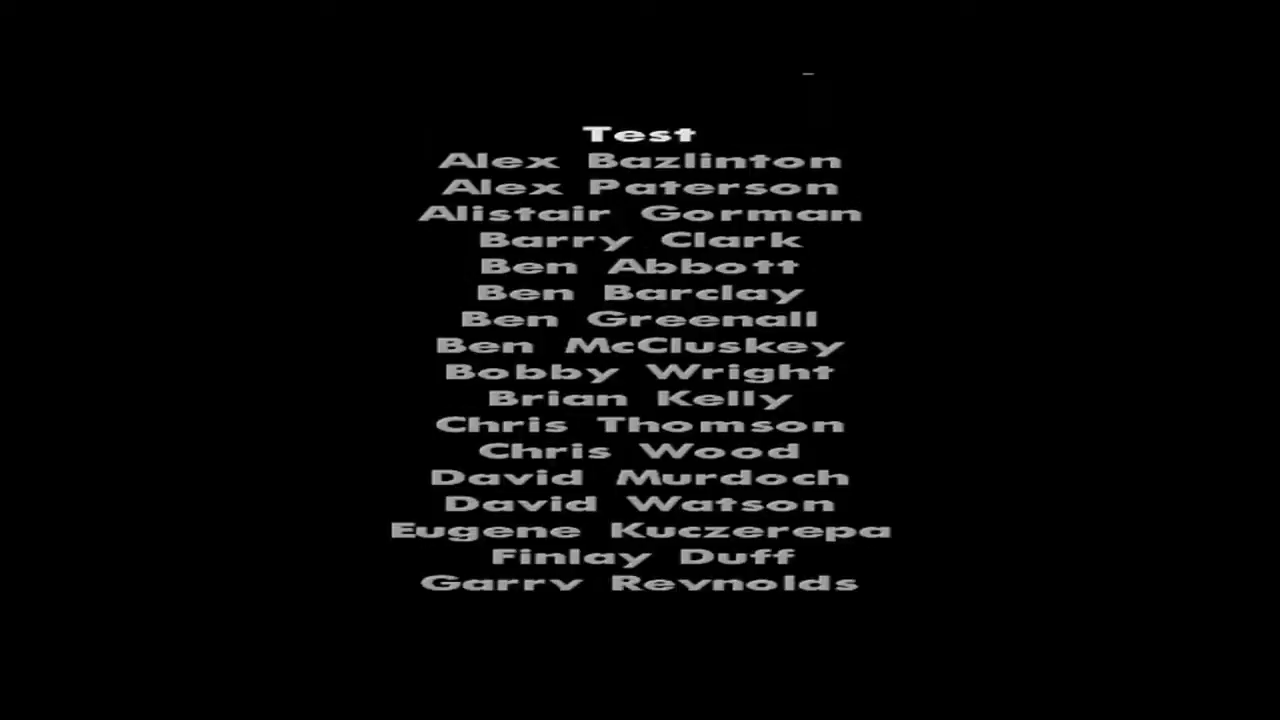 Test
Alex Bazlinton
Alex Paterson
Alistair Gorman
Barry Clark
Ben Abbott
Ben Barclay
Ben Greenall
Ben McCluskey
Bobby Wright
Brian Kelly
Chris Thomson
Chris Wood
David Murdoch
David Watson
Eugene Kuczerepa
Finlay Duff
Garry Reynolds